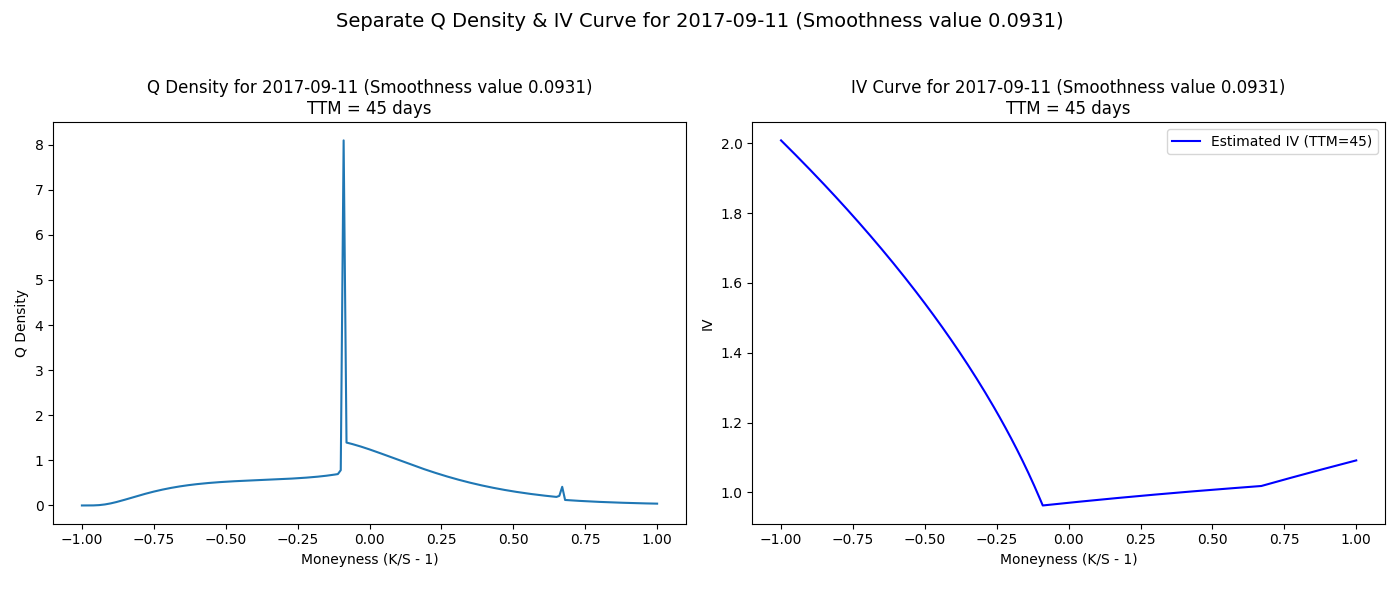 Separate Q Density & IV Curve for 2017-09-11 (Smoothness value 0.0931)
Q Density for 2017-09-11 (Smoothness value 0.0931)
TTM = 45 days
8
7
6
5
4
3
2
1
0
Q Density
−1.00 −0.75 −0.50 −0.25 0.00 0.25 0.50 0.75 1.00
Moneyness (K/S - 1)
IV Curve for 2017-09-11 (Smoothness value 0.0931)
TTM = 45 days
Estimated IV (TTM=45)
2.0
1.8
1.6
1.4
1.2
1.0
IV
−1.00 −0.75 −0.50 −0.25 0.00 0.25 0.50 0.75 1.00
Moneyness (K/S - 1)